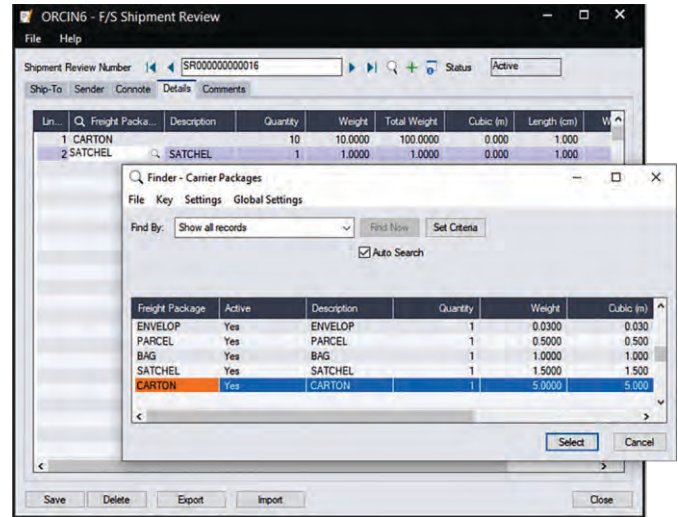 ORCIN6 - F/S Shipment Review
File Help
Shipment Review Number SR000000000016 Status Active
Ship-To Sender Connote Details Comments
Lin... Freight Packa... Description Quantity Weight Total Weight Cubic (m) Length (cm) W
1 CARTON 10 10.0000 100.0000 0.000 1.000
2 SATCHEL SATCHEL 1 1.0000 1.0000 0.000 1.000
Finder - Carrier Packages
File Key Settings Global Settings
Find By: Show all records Find Now Set Criteria
Auto Search
Freight Package Active Description Quantity Weight Cubic (m)
ENVELOP Yes ENVELOP 1 0.0300 0.030
PARCEL Yes PARCEL 1 0.5000 0.500
BAG Yes BAG 1 1.0000 1.000
SATCHEL Yes SATCHEL 1 1.5000 1.500
CARTON Yes CARTON 1 5.0000 5.000
Select Cancel
Save Delete Export Import Close